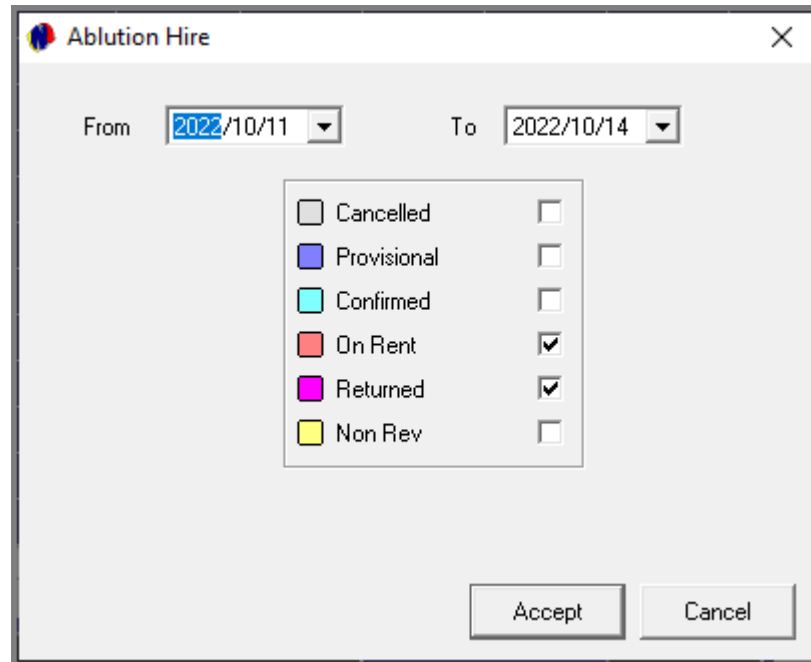 Ablution Hire
From 2022/10/11 To 2022/10/14
Cancelled
Provisional
Confirmed
On Rent
Returned
Non Rev
Accept Cancel